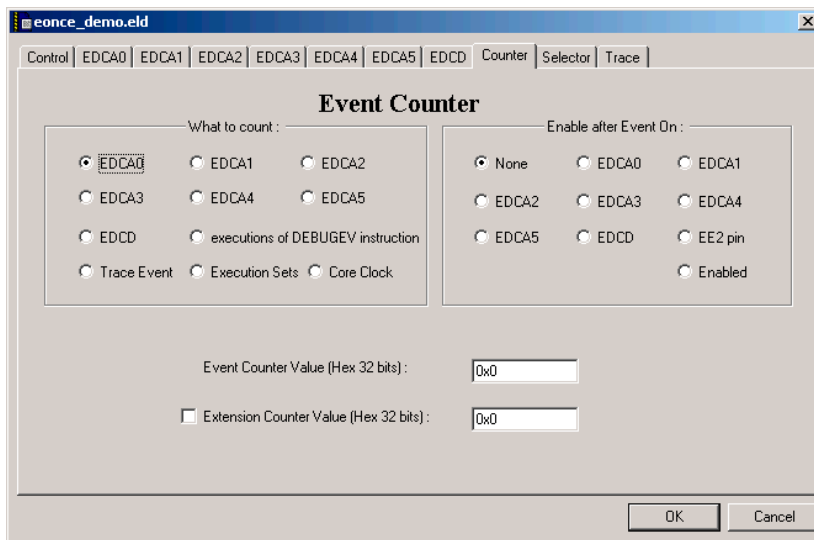 eonce_demo.eld
Control EDCA0 EDCA1 EDCA2 EDCA3 EDCA4 EDCA5 EDCD Counter Selector Trace
Event Counter
What to count :
EDCA0 EDCA1 EDCA2
EDCA3 EDCA4 EDCA5
EDCD executions of DEBUGEV instruction
Trace Event Execution Sets Core Clock
Enable after Event On :
None EDCA0 EDCA1
EDCA2 EDCA3 EDCA4
EDCA5 EDCD EE2 pin
Enabled
Event Counter Value (Hex 32 bits) : 0x0
Extension Counter Value (Hex 32 bits) : 0x0
OK Cancel